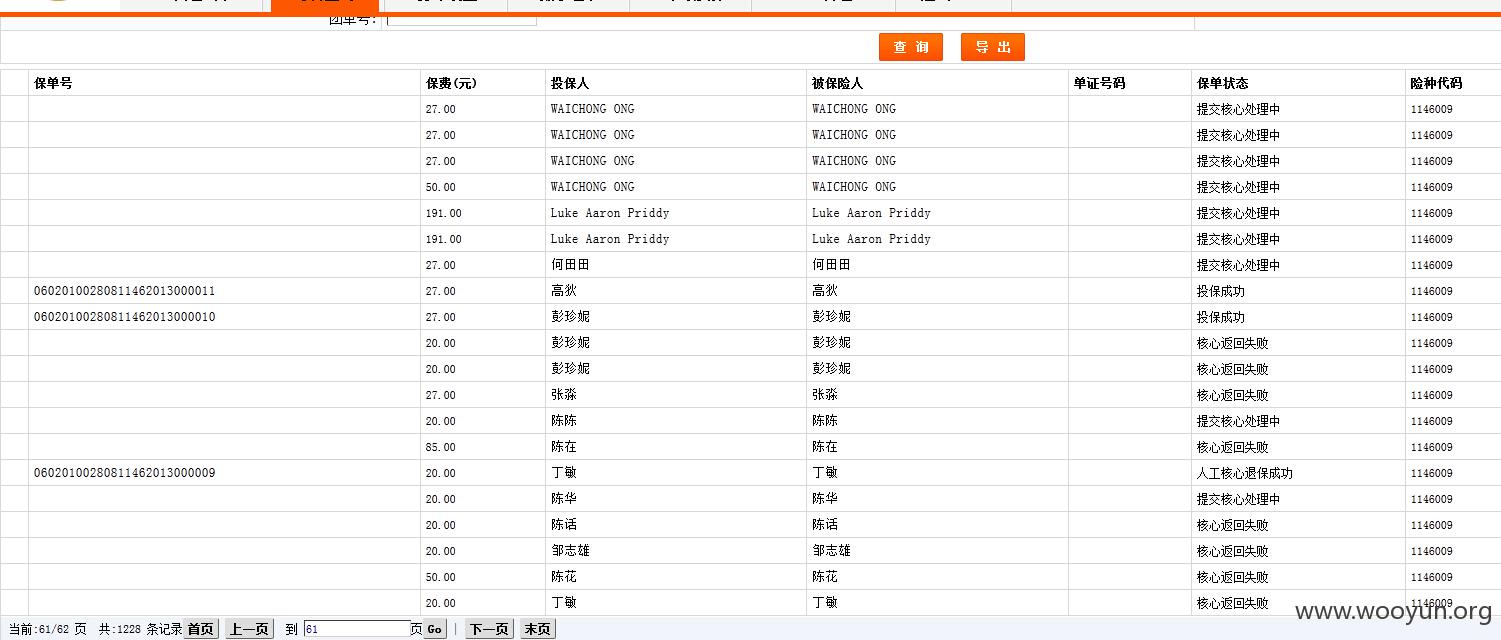 团单号:
查 询 导 出
保单号 保费(元) 投保人 被保险人 单证号码 保单状态 险种代码
27.00 WAICHONG ONG WAICHONG ONG 提交核心处理中 1146009
27.00 WAICHONG ONG WAICHONG ONG 提交核心处理中 1146009
27.00 WAICHONG ONG WAICHONG ONG 提交核心处理中 1146009
50.00 WAICHONG ONG WAICHONG ONG 提交核心处理中 1146009
191.00 Luke Aaron Priddy Luke Aaron Priddy 提交核心处理中 1146009
191.00 Luke Aaron Priddy Luke Aaron Priddy 提交核心处理中 1146009
27.00 何田田 何田田 提交核心处理中 1146009
06020100280811462013000011 27.00 高狄 高狄 投保成功 1146009
06020100280811462013000010 27.00 彭珍妮 彭珍妮 投保成功 1146009
20.00 彭珍妮 彭珍妮 核心返回失败 1146009
20.00 彭珍妮 彭珍妮 核心返回失败 1146009
27.00 张淼 张淼 核心返回失败 1146009
20.00 陈陈 陈陈 提交核心处理中 1146009
85.00 陈在 陈在 核心返回失败 1146009
06020100280811462013000009 20.00 丁敏 丁敏 人工核心退保成功 1146009
20.00 陈华 陈华 提交核心处理中 1146009
20.00 陈话 陈话 核心返回失败 1146009
20.00 邹志雄 邹志雄 核心返回失败 1146009
50.00 陈花 陈花 核心返回失败 1146009
20.00 丁敏 丁敏 核心返回失败 1146009
www.wooyun.org
当前:61/62 页 共:1228 条记录 首页 上一页 到 61 页 Go | 下一页 末页